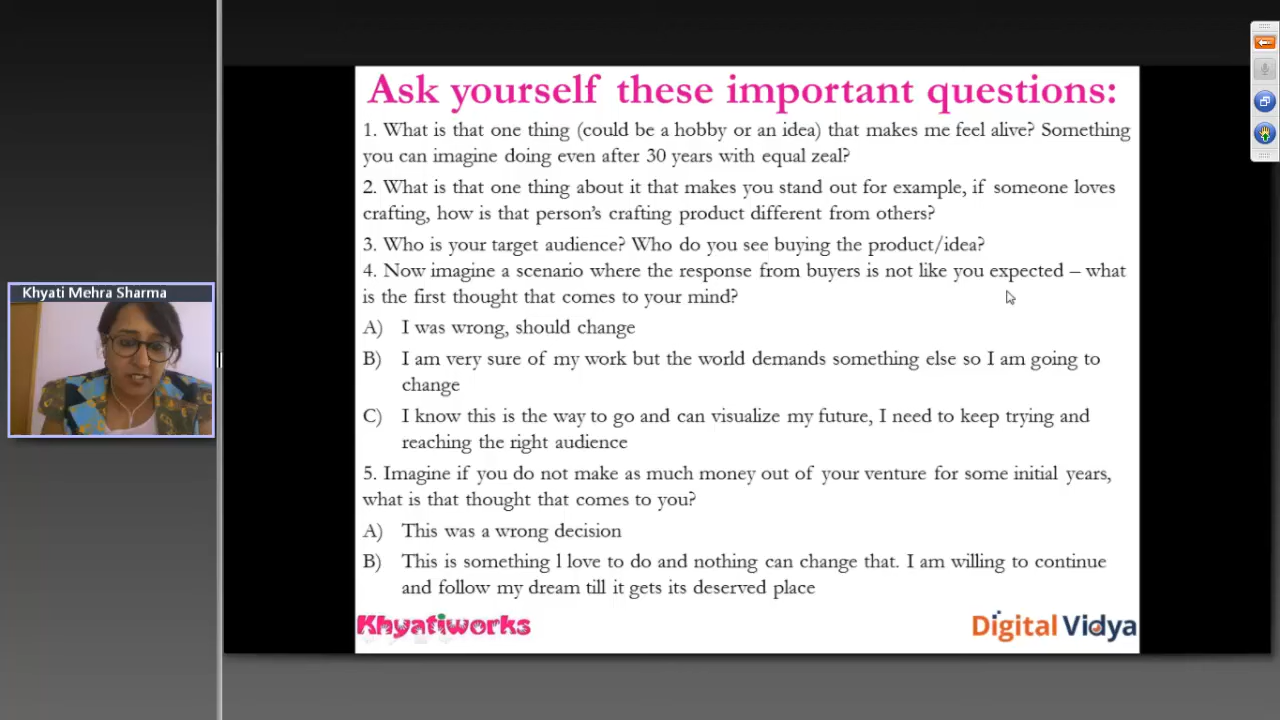 Ask yourself these important questions:
1. What is that one thing (could be a hobby or an idea) that makes me feel alive? Something
you can imagine doing even after 30 years with equal zeal?
2. What is that one thing about it that makes you stand out for example, if someone loves
crafting, how is that person's crafting product different from others?
3. Who is your target audience? Who do you see buying the product/idea?
4. Now imagine a scenario where the response from buyers is not like you expected – what
is the first thought that comes to your mind?
Khyati Mehra Sharma
A) I was wrong, should change
B) I am very sure of my work but the world demands something else so I am going to
change
C) I know this is the way to go and can visualize my future, I need to keep trying and
reaching the right audience
5. Imagine if you do not make as much money out of your venture for some initial years,
what is that thought that comes to you?
A) This was a wrong decision
B) This is something l love to do and nothing can change that. I am willing to continue
and follow my dream till it gets its deserved place
Khyatiworks
Digital Vidya